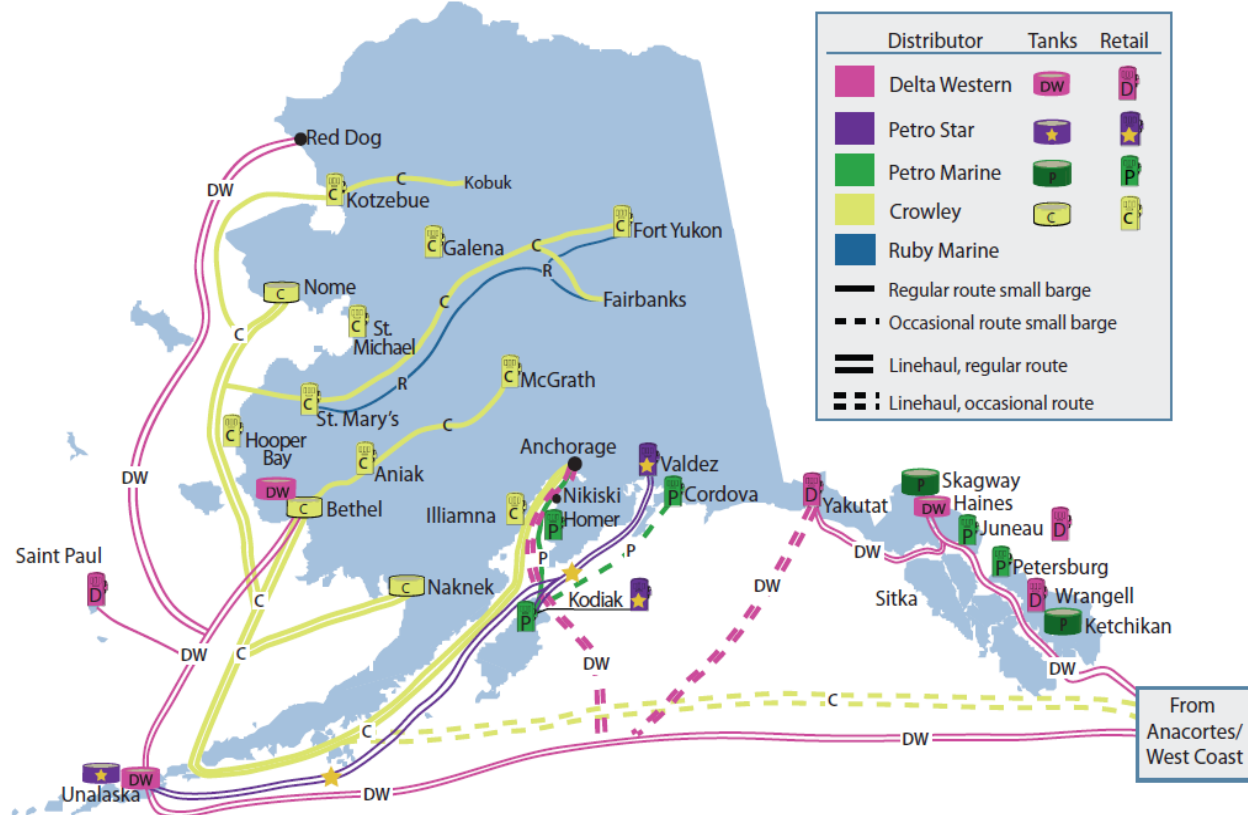 Distributor Tanks Retail
Delta Western DW D
Petro Star
Petro Marine P P
Crowley C C
Ruby Marine
Regular route small barge
Occasional route small barge
Linehaul, regular route
Linehaul, occasional route
Red Dog
DW
C
Kotzebue
C
Kobuk
C
Galena
C
Fort Yukon
C
R
Fairbanks
C
Nome
C
C
C
St.
Michael
C
McGrath
R
C
St. Mary's
C
C
Hooper
Bay
C
Aniak
DW
DW
C
Bethel
Anchorage
Nikiski
C
Illiamna
P
Homer
Valdez
Cordova
P
P
D
Yakutat
P
Skagway
DW
Haines
P
Juneau
D
DW
P
Petersburg
D
Wrangell
Sitka
P
Ketchikan
DW
Saint Paul
D
C
Naknek
C
C
DW
Kodiak
P
DW
DW
C
C
DW
DW
DW
Unalaska
From
Anacortes/
West Coast